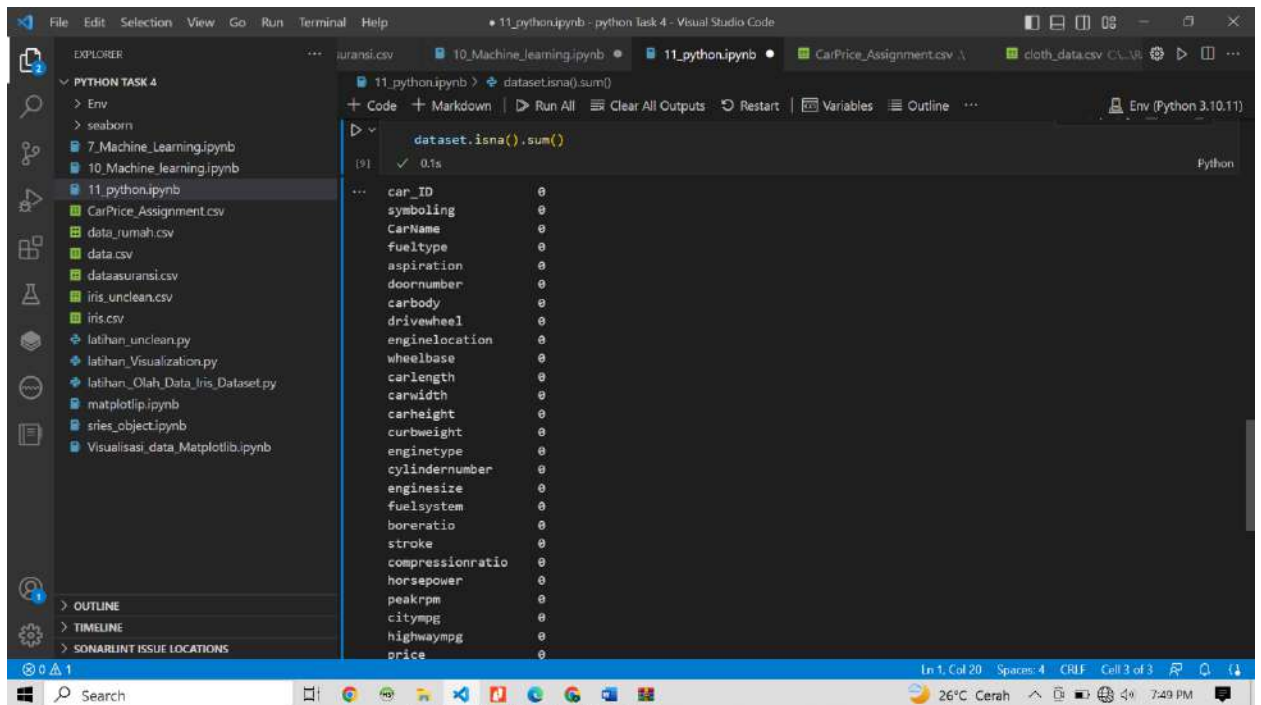 File Edit Selection View Go Run Terminal Help
● 11_python.ipynb - python Task 4 - Visual Studio Code
EXPLORER
uransi.csv 10_Machine_learning.ipynb ● 11_python.ipynb ● CarPrice_Assignment.csv .\ cloth_data.csv
PYTHON TASK 4
> Env
> seaborn
7_Machine_Learning.ipynb
10_Machine_learning.ipynb
11_python.ipynb
CarPrice_Assignment.csv
data_rumah.csv
data.csv
dataasuransi.csv
iris_unclean.csv
iris.csv
latihan_unclean.py
latihan_Visualization.py
latihan_Olah_Data_Iris_Dataset.py
matplotlip.ipynb
sries_object.ipynb
Visualisasi_data_Matplotlib.ipynb
> OUTLINE
> TIMELINE
> SONARLINT ISSUE LOCATIONS
11_python.ipynb > dataset.isna().sum()
+ Code + Markdown | Run All Clear All Outputs Restart | Variables Outline ... Env (Python 3.10.11)
dataset.isna().sum()
[9] ✓ 0.1s Python
... car_ID 0
symboling 0
CarName 0
fueltype 0
aspiration 0
doornumber 0
carbody 0
drivewheel 0
enginelocation 0
wheelbase 0
carlength 0
carwidth 0
carheight 0
curbweight 0
enginetype 0
cylindernumber 0
enginesize 0
fuelsystem 0
boreratio 0
stroke 0
compressionratio 0
horsepower 0
peakrpm 0
citympg 0
highwaympg 0
price 0
0 1 Ln 1, Col 20 Spaces: 4 CRLF Cell 3 of 3
Search 26°C Cerah 7:49 PM